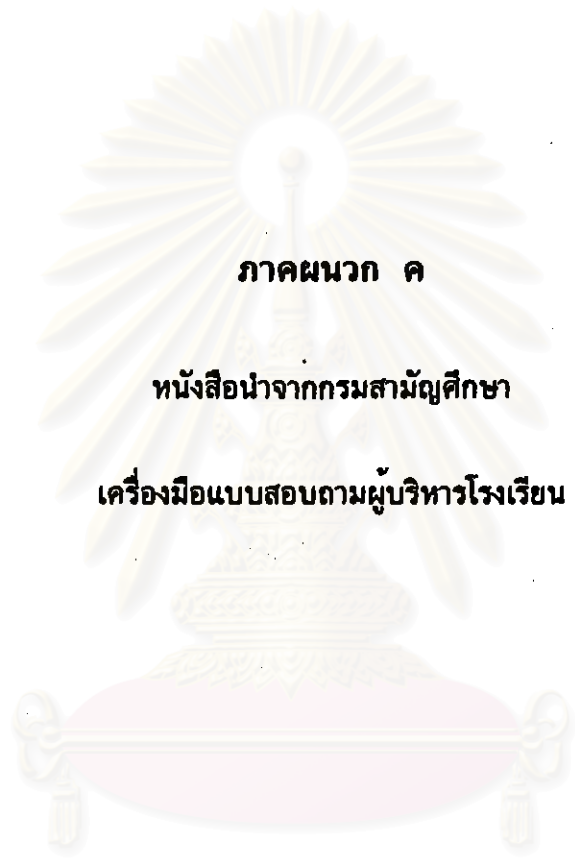 ภาคผนวก ค
หนังสือนำจากกรมสามัญศึกษา
เครื่องมือแบบสอบถามผู้บริหารโรงเรียน